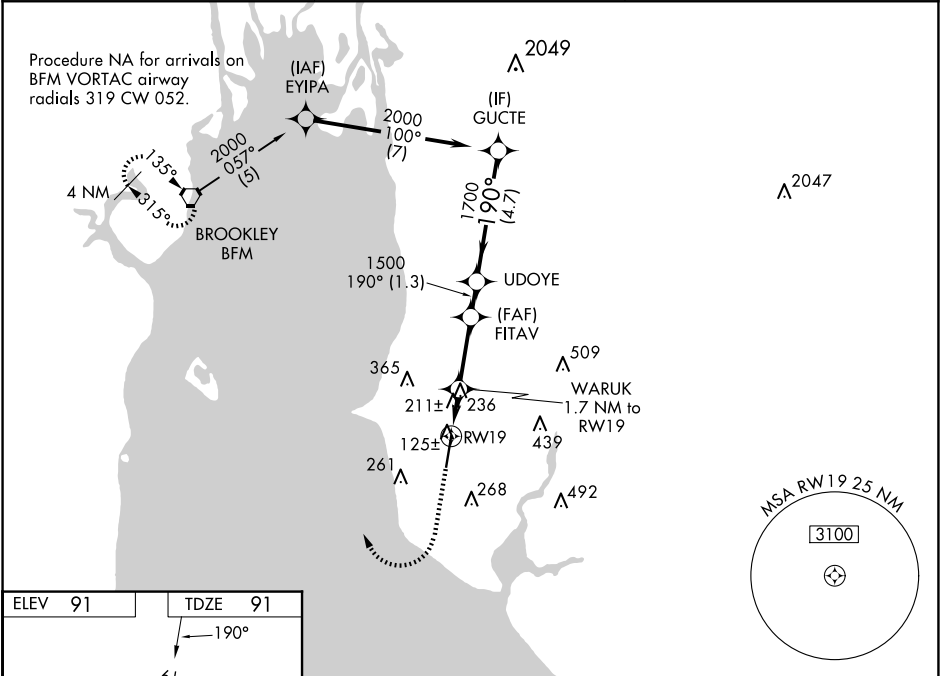 Procedure NA for arrivals on
BFM VORTAC airway
radials 319 CW 052.
(IAF)
EYIPA
2049
(IF)
GUCTE
2000
100°
(7)
2000
057°
(5)
135°
4 NM
315°
BROOKLEY
BFM
2047
1700
190°
(4.7)
1500
190° (1.3)
UDOYE
(FAF)
FITAV
365
509
WARUK
1.7 NM to
RW19
211±
236
125±
RW19
439
261
268
492
MSA RW19 25 NM
3100
ELEV 91
TDZE 91
190°